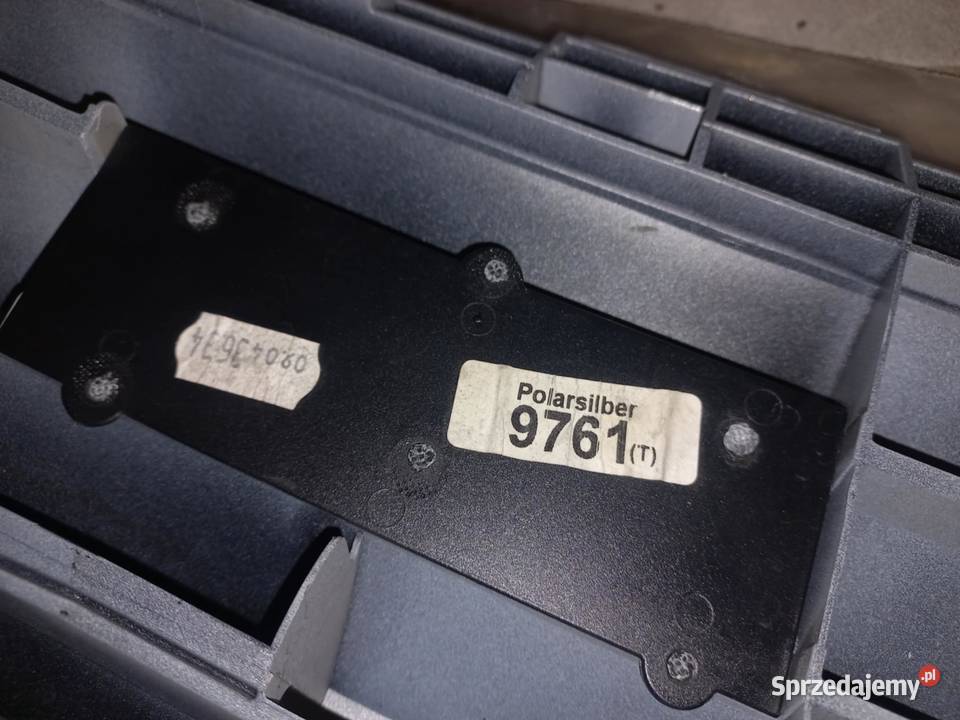 09043634
Polarsilber
9761(T)
Sprzedajemy.pl